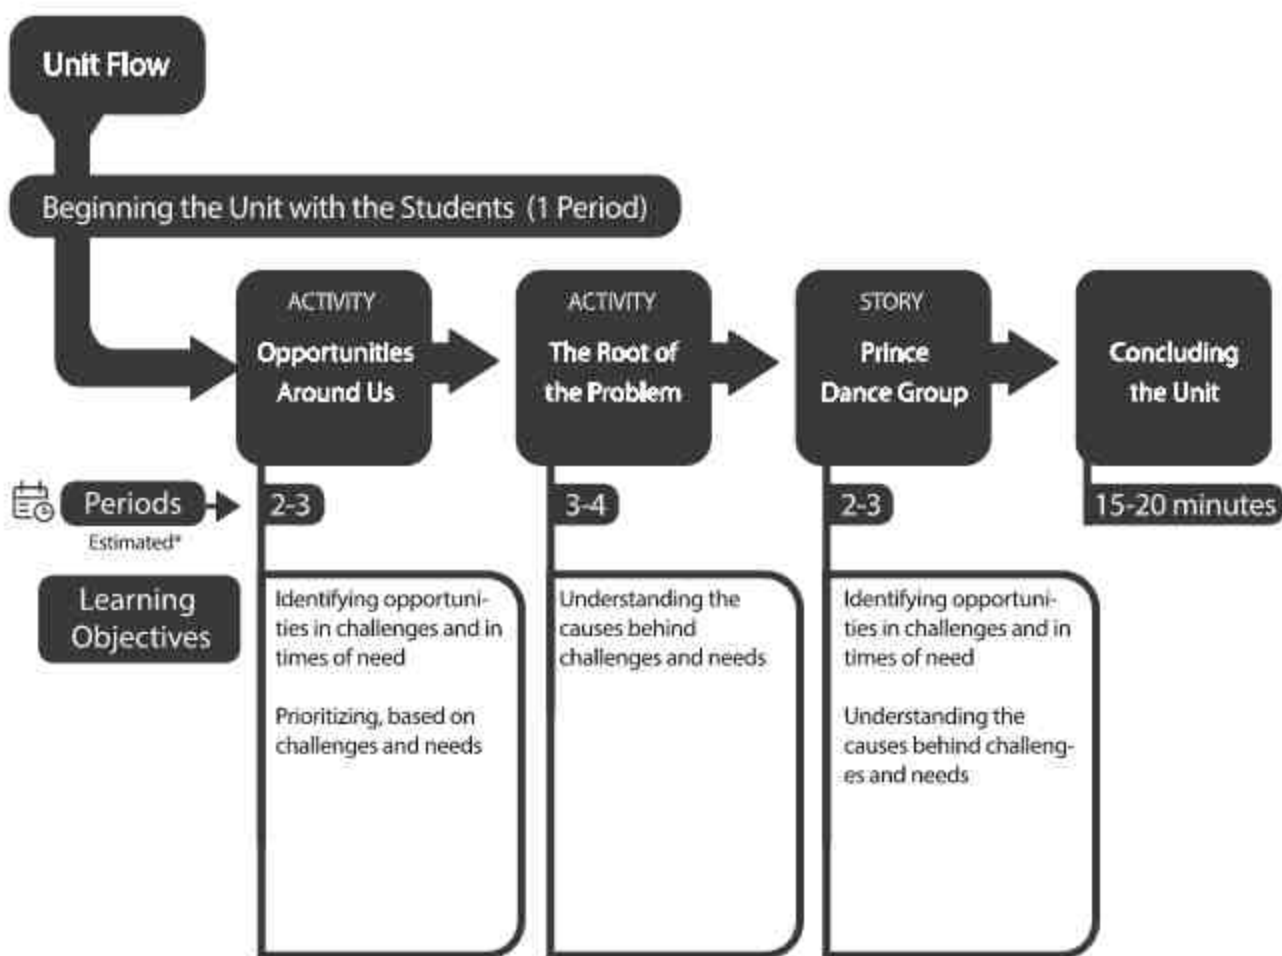 Unit Flow
Beginning the Unit with the Students (1 Period)
ACTIVITY
Opportunities
Around Us
ACTIVITY
The Root of
the Problem
STORY
Prince
Dance Group
Concluding
the Unit
Periods
Estimated*
2-3
3-4
2-3
15-20 minutes
Learning
Objectives
Identifying opportuni-
ties in challenges and in
times of need
Prioritizing, based on
challenges and needs
Understanding the
causes behind
challenges and needs
Identifying opportuni-
ties in challenges and in
times of need
Understanding the
causes behind challeng-
es and needs